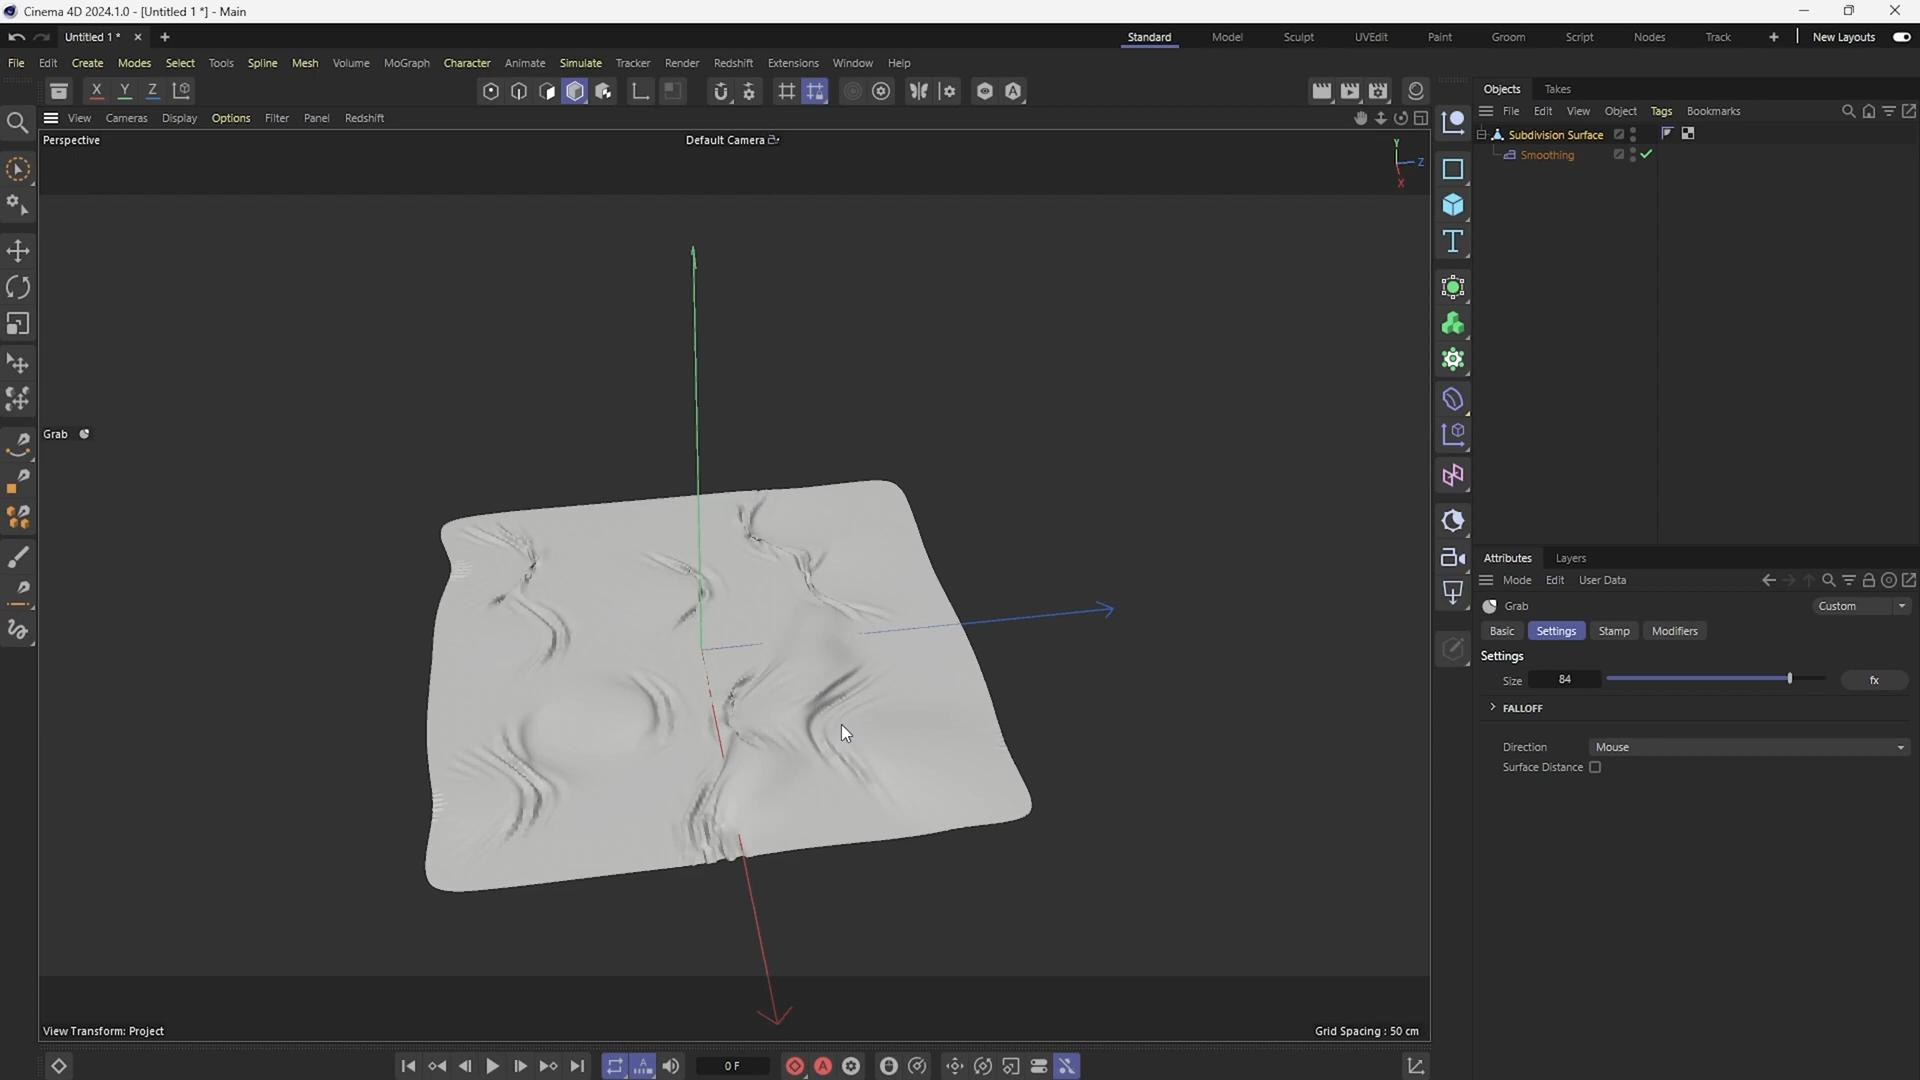 Cinema 4D 2024.1.0 - [Untitled 1 *] - Main
Untitled 1 *
Standard Model Sculpt UVEdit Paint Groom Script Nodes Track New Layouts
File Edit Create Modes Select Tools Spline Mesh Volume MoGraph Character Animate Simulate Tracker Render Redshift Extensions Window Help
X Y Z
Objects Takes
View Cameras Display Options Filter Panel Redshift
File Edit View Object Tags Bookmarks
Perspective
Default Camera
Y
Z
X
Subdivision Surface
Smoothing
Grab
Attributes Layers
Mode Edit User Data
Grab
Custom
Basic Settings Stamp Modifiers
Settings
Size 84 fx
FALLOFF
Direction Mouse
Surface Distance
View Transform: Project
Grid Spacing : 50 cm
0 F